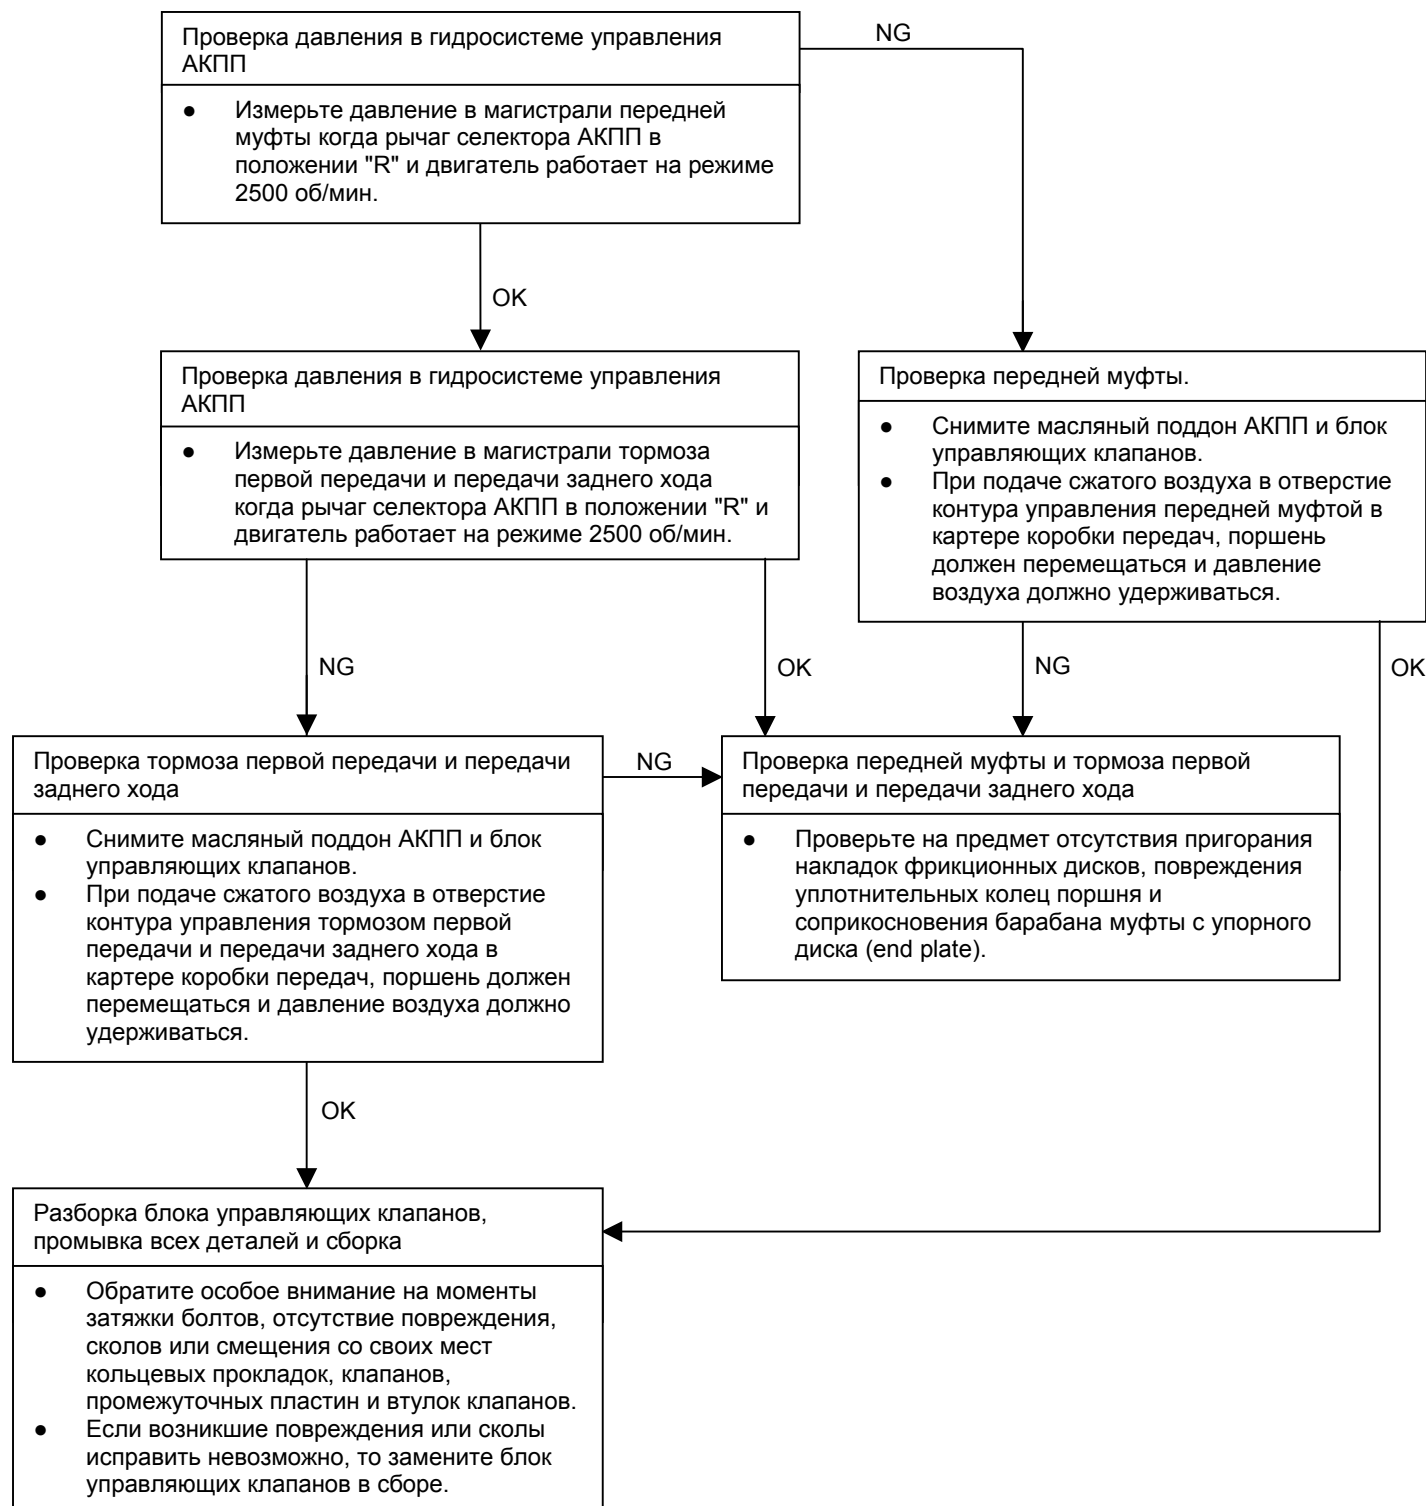 Проверка давления в гидросистеме управления
АКПП
NG
● Измерьте давление в магистрали передней
муфты когда рычаг селектора АКПП в
положении "R" и двигатель работает на режиме
2500 об/мин.
OK
Проверка давления в гидросистеме управления
АКПП
● Измерьте давление в магистрали тормоза
первой передачи и передачи заднего хода
когда рычаг селектора АКПП в положении "R" и
двигатель работает на режиме 2500 об/мин.
Проверка передней муфты.
● Снимите масляный поддон АКПП и блок
управляющих клапанов.
● При подаче сжатого воздуха в отверстие
контура управления передней муфтой в
картере коробки передач, поршень
должен перемещаться и давление
воздуха должно удерживаться.
NG
OK
NG
OK
Проверка тормоза первой передачи и передачи
заднего хода
● Снимите масляный поддон АКПП и блок
управляющих клапанов.
● При подаче сжатого воздуха в отверстие
контура управления тормозом первой
передачи и передачи заднего хода в
картере коробки передач, поршень должен
перемещаться и давление воздуха должно
удерживаться.
NG
Проверка передней муфты и тормоза первой
передачи и передачи заднего хода
● Проверьте на предмет отсутствия пригорания
накладок фрикционных дисков, повреждения
уплотнительных колец поршня и
соприкосновения барабана муфты с упорного
диска (end plate).
OK
Разборка блока управляющих клапанов,
промывка всех деталей и сборка
● Обратите особое внимание на моменты
затяжки болтов, отсутствие повреждения,
сколов или смещения со своих мест
кольцевых прокладок, клапанов,
промежуточных пластин и втулок клапанов.
● Если возникшие повреждения или сколы
исправить невозможно, то замените блок
управляющих клапанов в сборе.